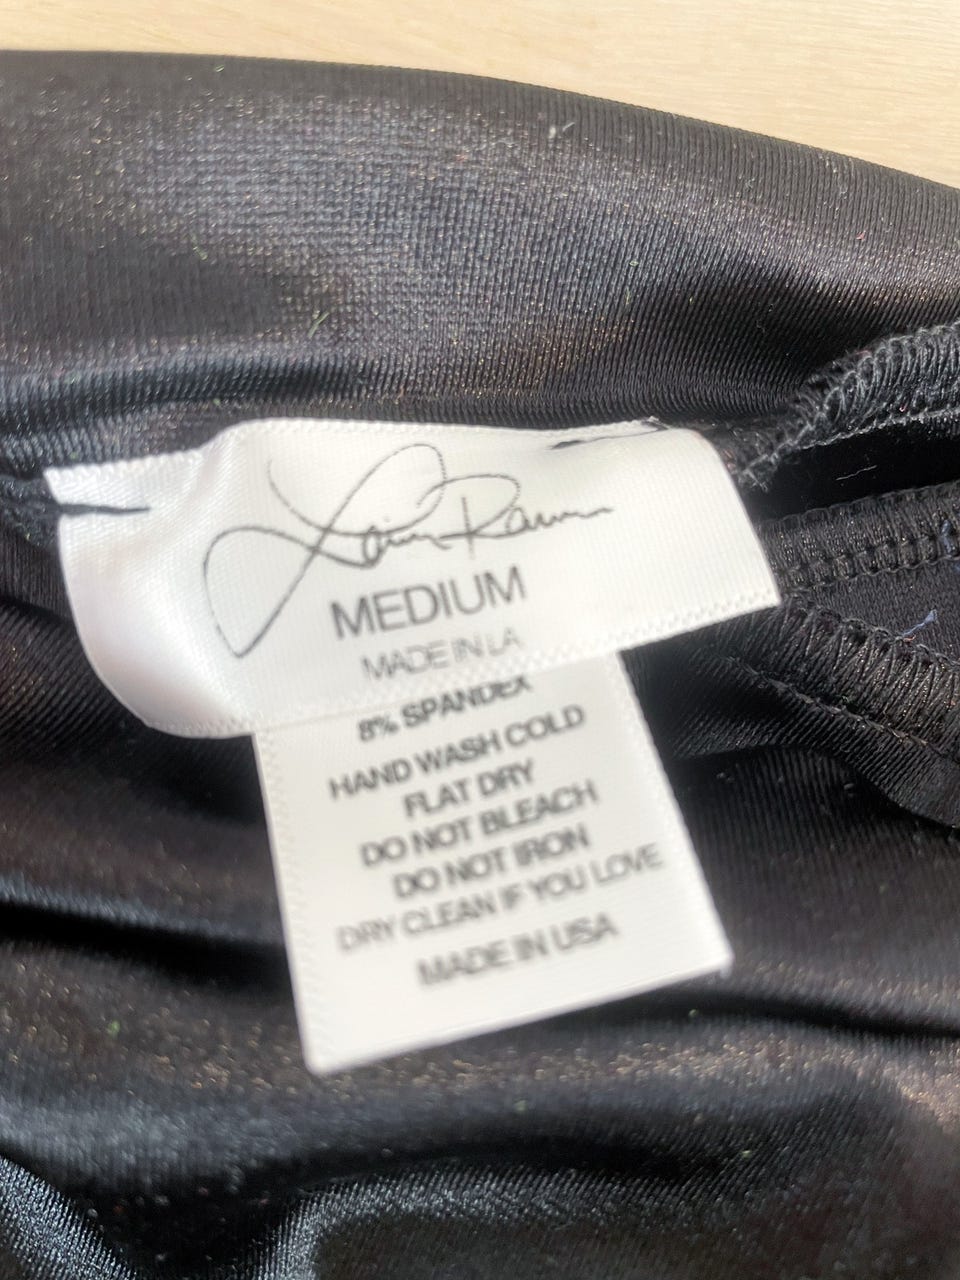 MEDIUM
MADE IN LA
8% SPANDEX
HAND WASH COLD
FLAT DRY
DO NOT BLEACH
DO NOT IRON
DRY CLEAN IF YOU LOVE
MADE IN USA